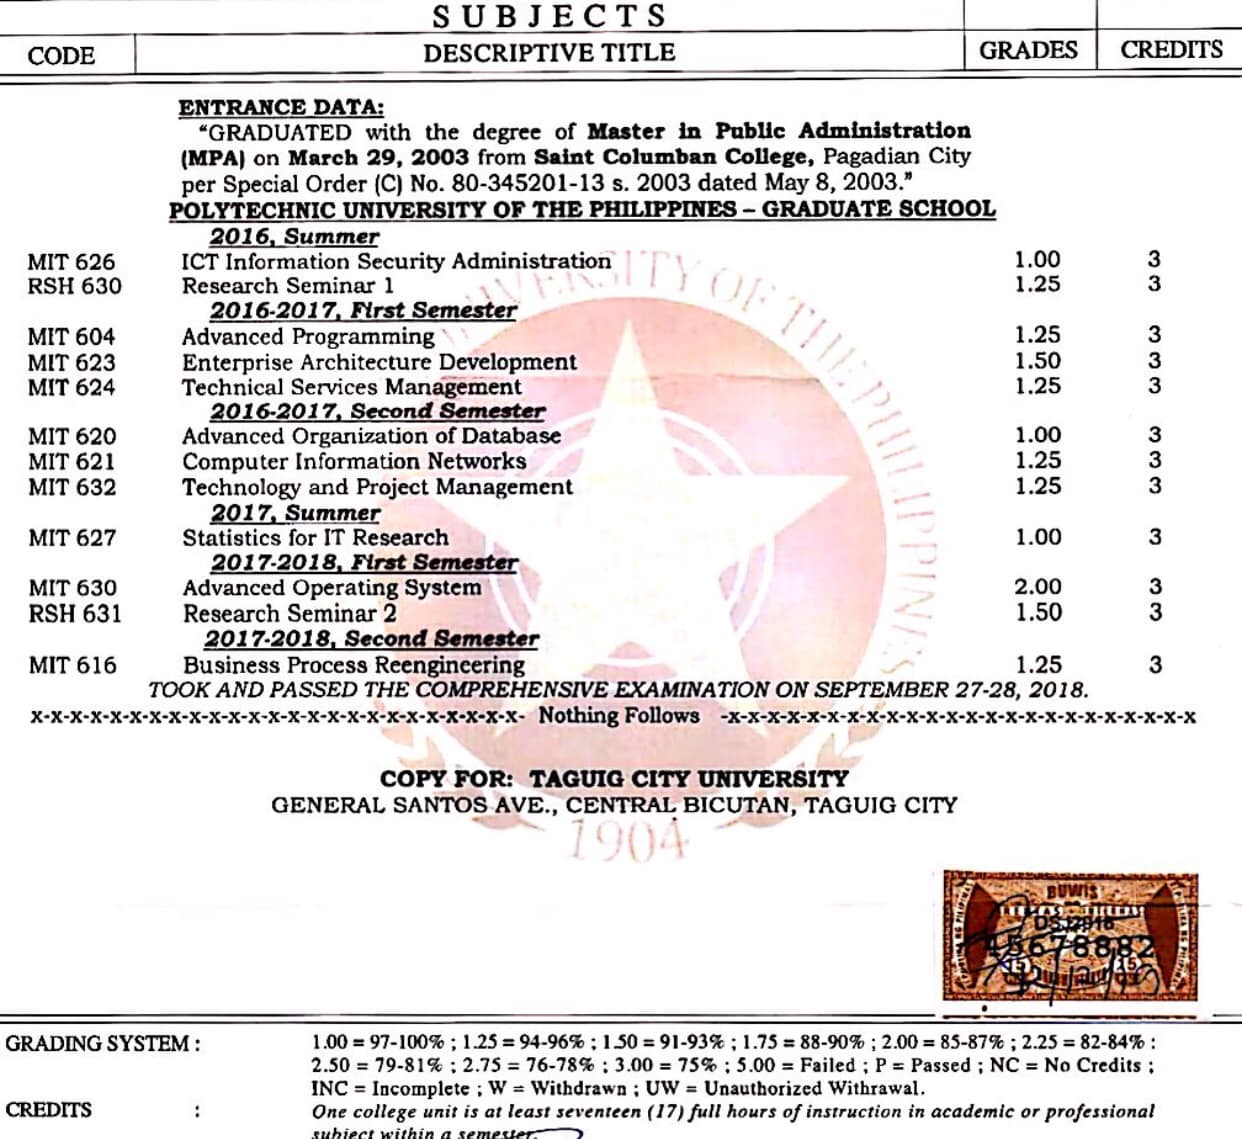 SUBJECTS
CODE DESCRIPTIVE TITLE GRADES CREDITS
ENTRANCE DATA:
"GRADUATED with the degree of Master in Public Administration
(MPA) on March 29, 2003 from Saint Columban College, Pagadian City
per Special Order (C) No. 80-345201-13 s. 2003 dated May 8, 2003."
POLYTECHNIC UNIVERSITY OF THE PHILIPPINES – GRADUATE SCHOOL
2016, Summer
MIT 626 ICT Information Security Administration 1.00 3
RSH 630 Research Seminar 1 1.25 3
2016-2017, First Semester
MIT 604 Advanced Programming 1.25 3
MIT 623 Enterprise Architecture Development 1.50 3
MIT 624 Technical Services Management 1.25 3
2016-2017, Second Semester
MIT 620 Advanced Organization of Database 1.00 3
MIT 621 Computer Information Networks 1.25 3
MIT 632 Technology and Project Management 1.25 3
2017, Summer
MIT 627 Statistics for IT Research 1.00 3
2017-2018, First Semester
MIT 630 Advanced Operating System 2.00 3
RSH 631 Research Seminar 2 1.50 3
2017-2018, Second Semester
MIT 616 Business Process Reengineering 1.25 3
TOOK AND PASSED THE COMPREHENSIVE EXAMINATION ON SEPTEMBER 27-28, 2018.
x-x-x-x-x-x-x-x-x-x-x-x-x-x-x-x-x-x-x-x-x-x-x-x-x- Nothing Follows -x-x-x-x-x-x-x-x-x-x-x-x-x-x-x-x-x-x-x-x-x-x-x-x
COPY FOR: TAGUIG CITY UNIVERSITY
GENERAL SANTOS AVE., CENTRAL BICUTAN, TAGUIG CITY
UNIVERSITY OF THE PHILIPPINES
1904
BUWIS
GRADING SYSTEM : 1.00 = 97-100% ; 1.25 = 94-96% ; 1.50 = 91-93% ; 1.75 = 88-90% ; 2.00 = 85-87% ; 2.25 = 82-84% :
2.50 = 79-81% ; 2.75 = 76-78% ; 3.00 = 75% ; 5.00 = Failed ; P = Passed ; NC = No Credits ;
INC = Incomplete ; W = Withdrawn ; UW = Unauthorized Withrawal.
CREDITS : One college unit is at least seventeen (17) full hours of instruction in academic or professional
subject within a semester.